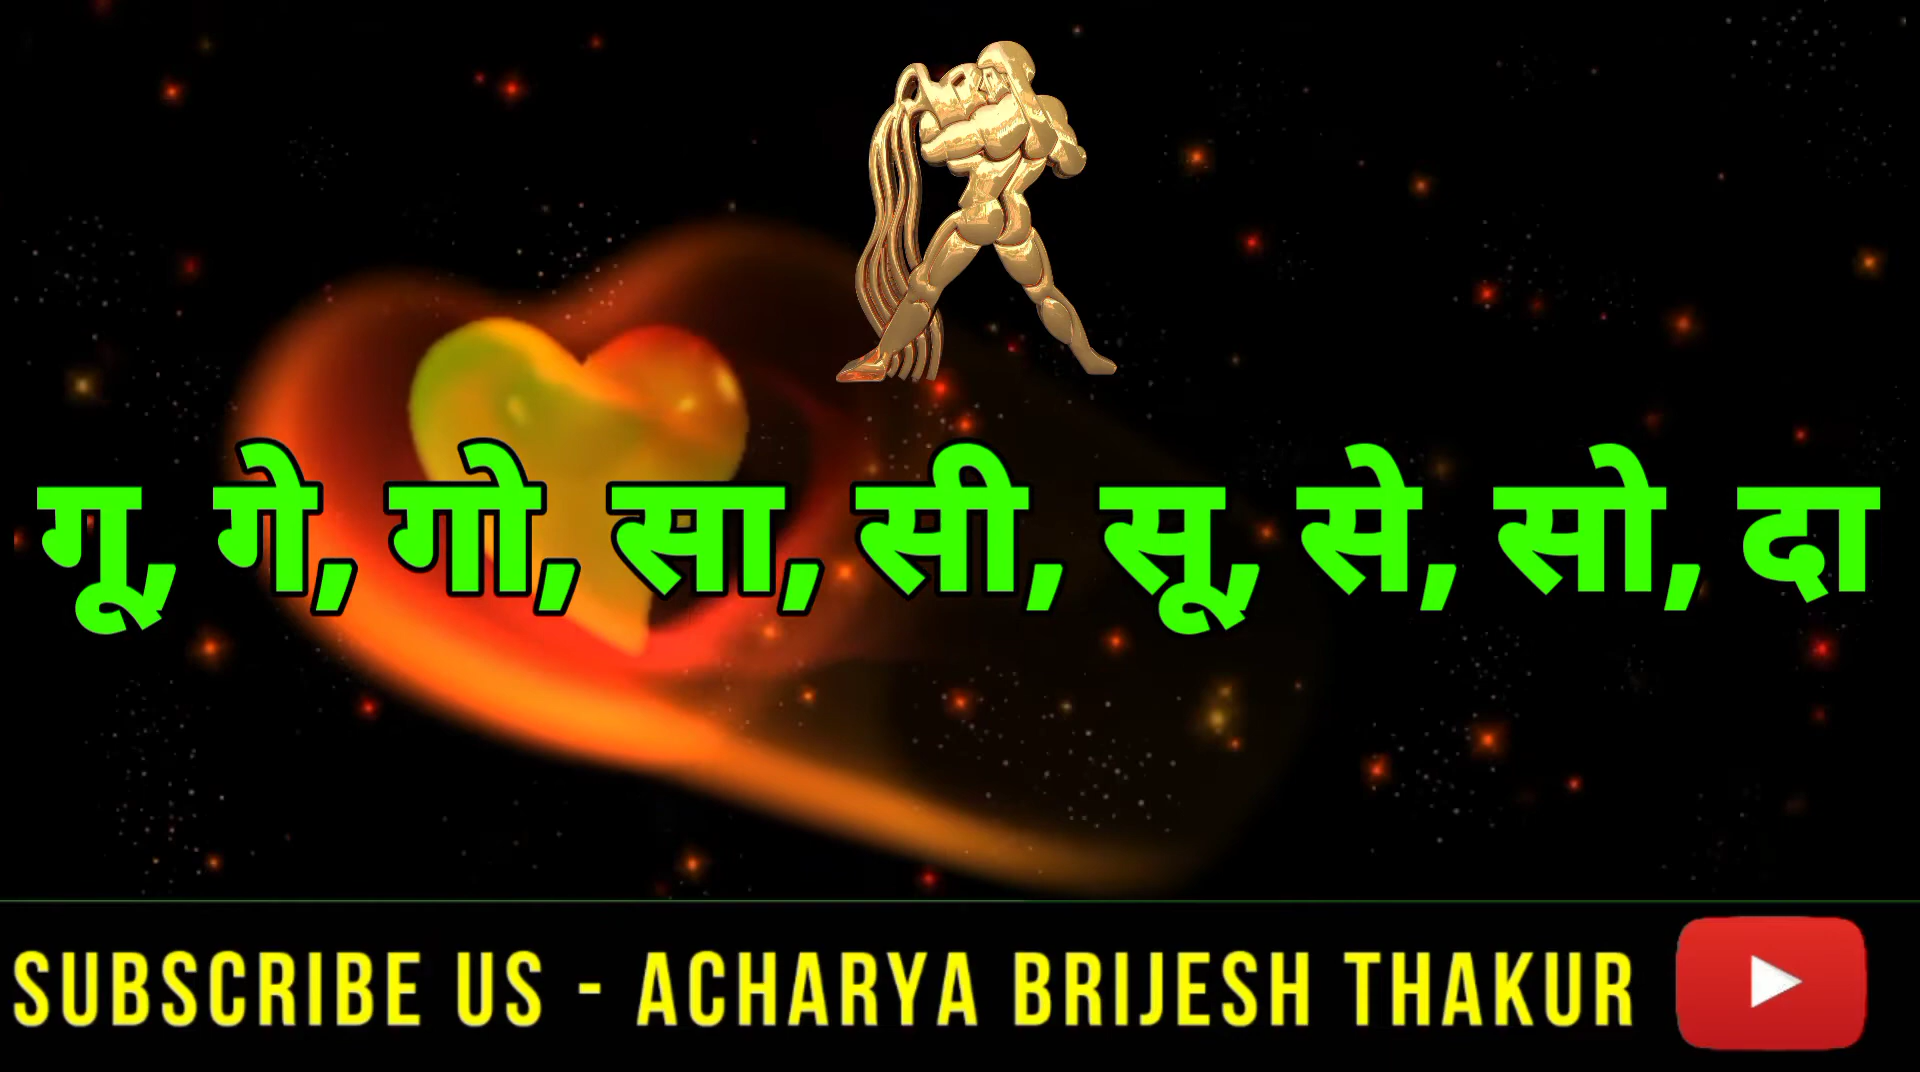 गू, गे, गो, सा, सी, सू, से, सो, दा
SUBSCRIBE US - ACHARYA BRIJESH THAKUR